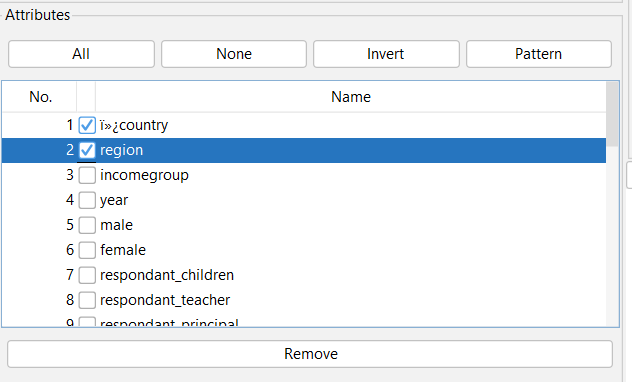 Attributes
All None Invert Pattern
No. Name
1 ï»¿country
2 region
3 incomegroup
4 year
5 male
6 female
7 respondant_children
8 respondant_teacher
9 respondant_principal
Remove